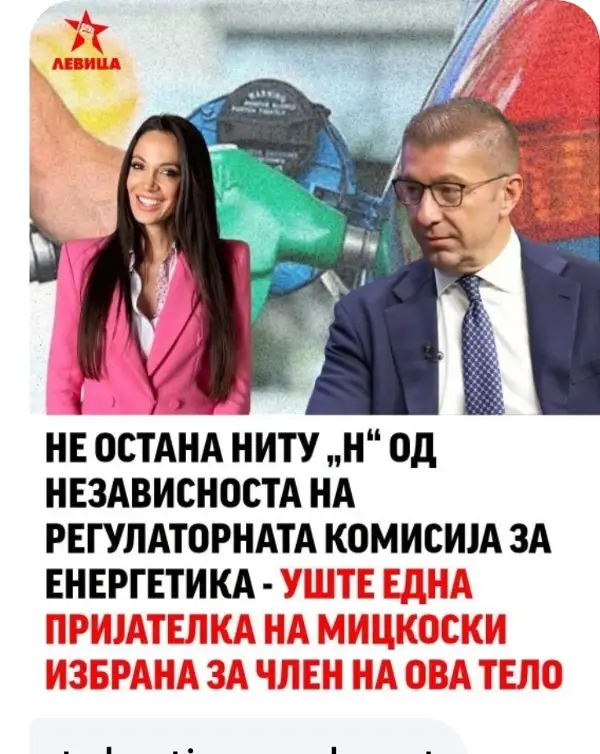 ЛЕВИЦА
WARNING
НЕ ОСТАНА НИТУ „Н“ ОД
НЕЗАВИСНОСТА НА
РЕГУЛАТОРНАТА КОМИСИЈА ЗА
ЕНЕРГЕТИКА - УШТЕ ЕДНА
ПРИЈАТЕЛКА НА МИЦКОСКИ
ИЗБРАНА ЗА ЧЛЕН НА ОВА ТЕЛО